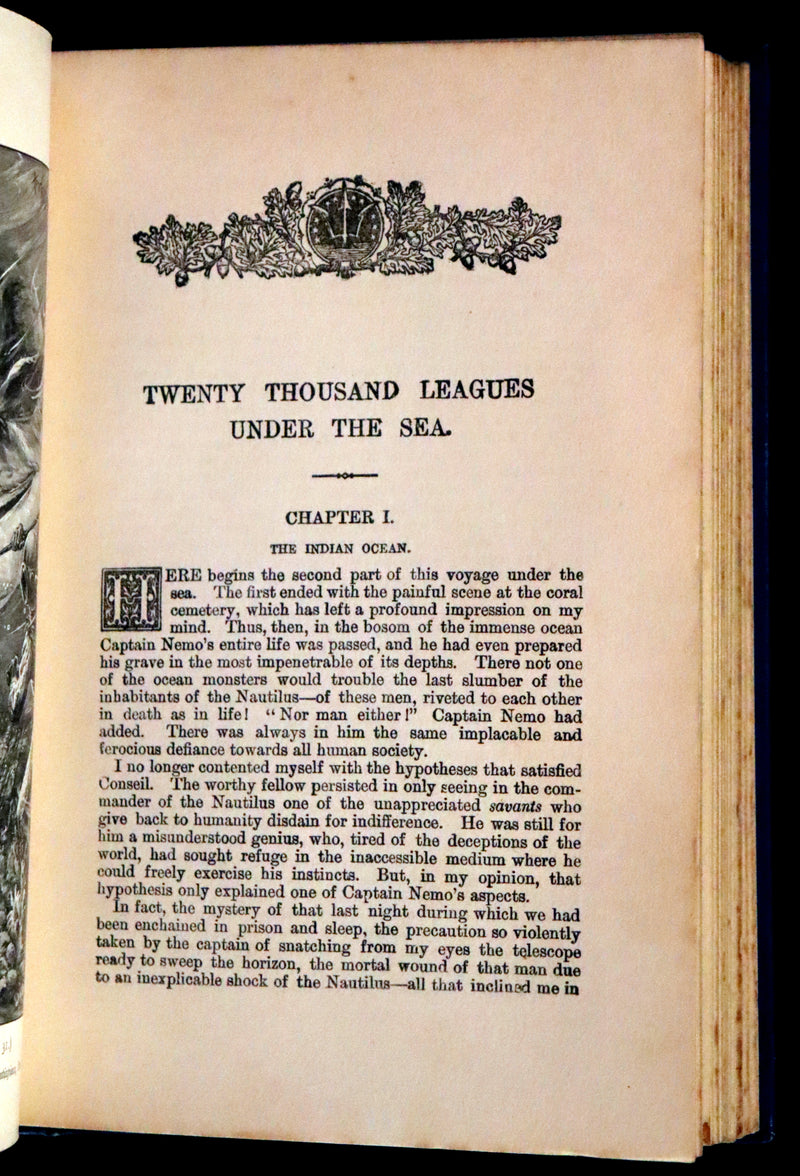 TWENTY THOUSAND LEAGUES
UNDER THE SEA.
CHAPTER I.
THE INDIAN OCEAN.
HERE begins the second part of this voyage under the
sea. The first ended with the painful scene at the coral
cemetery, which has left a profound impression on my
mind. Thus, then, in the bosom of the immense ocean
Captain Nemo's entire life was passed, and he had even prepared
his grave in the most impenetrable of its depths. There not one
of the ocean monsters would trouble the last slumber of the
inhabitants of the Nautilus—of these men, riveted to each other
in death as in life! "Nor man either!" Captain Nemo had
added. There was always in him the same implacable and
ferocious defiance towards all human society.
I no longer contented myself with the hypotheses that satisfied
Conseil. The worthy fellow persisted in only seeing in the com-
mander of the Nautilus one of the unappreciated savants who
give back to humanity disdain for indifference. He was still for
him a misunderstood genius, who, tired of the deceptions of the
world, had sought refuge in the inaccessible medium where he
could freely exercise his instincts. But, in my opinion, that
hypothesis only explained one of Captain Nemo's aspects.
In fact, the mystery of that last night during which we had
been enchained in prison and sleep, the precaution so violently
taken by the captain of snatching from my eyes the telescope
ready to sweep the horizon, the mortal wound of that man due
to an inexplicable shock of the Nautilus—all that inclined me in